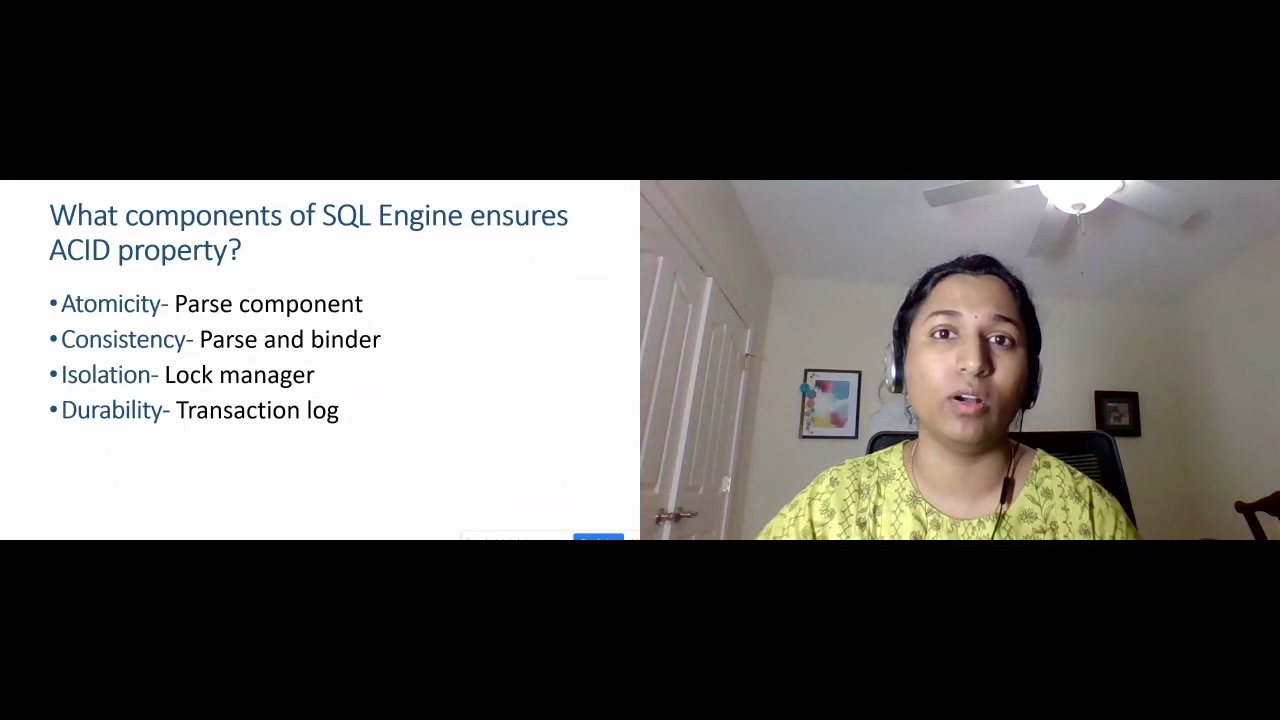 What components of SQL Engine ensures
ACID property?
•Atomicity- Parse component
•Consistency- Parse and binder
•Isolation- Lock manager
•Durability- Transaction log